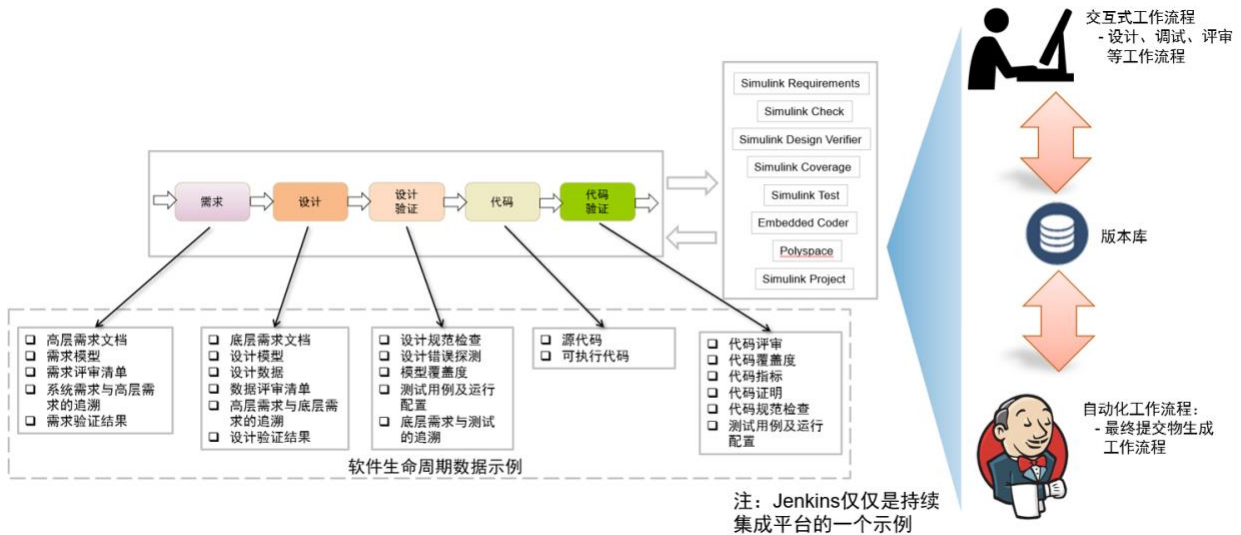 交互式工作流程
- 设计、调试、评审
等工作流程
Simulink Requirements
Simulink Check
Simulink Design Verifier
Simulink Coverage
Simulink Test
Embedded Coder
Polyspace
Simulink Project
需求
设计
设计
验证
代码
代码
验证
版本库
高层需求文档
需求模型
需求评审清单
系统需求与高层需
求的追溯
需求验证结果
底层需求文档
设计模型
设计数据
数据评审清单
高层需求与底层需
求的追溯
设计验证结果
设计规范检查
设计错误探测
模型覆盖度
测试用例及运行
配置
底层需求与测试
的追溯
源代码
可执行代码
代码评审
代码覆盖度
代码指标
代码证明
代码规范检查
测试用例及运行
配置
软件生命周期数据示例
自动化工作流程：
- 最终提交物生成
工作流程
注：Jenkins仅仅是持续
集成平台的一个示例